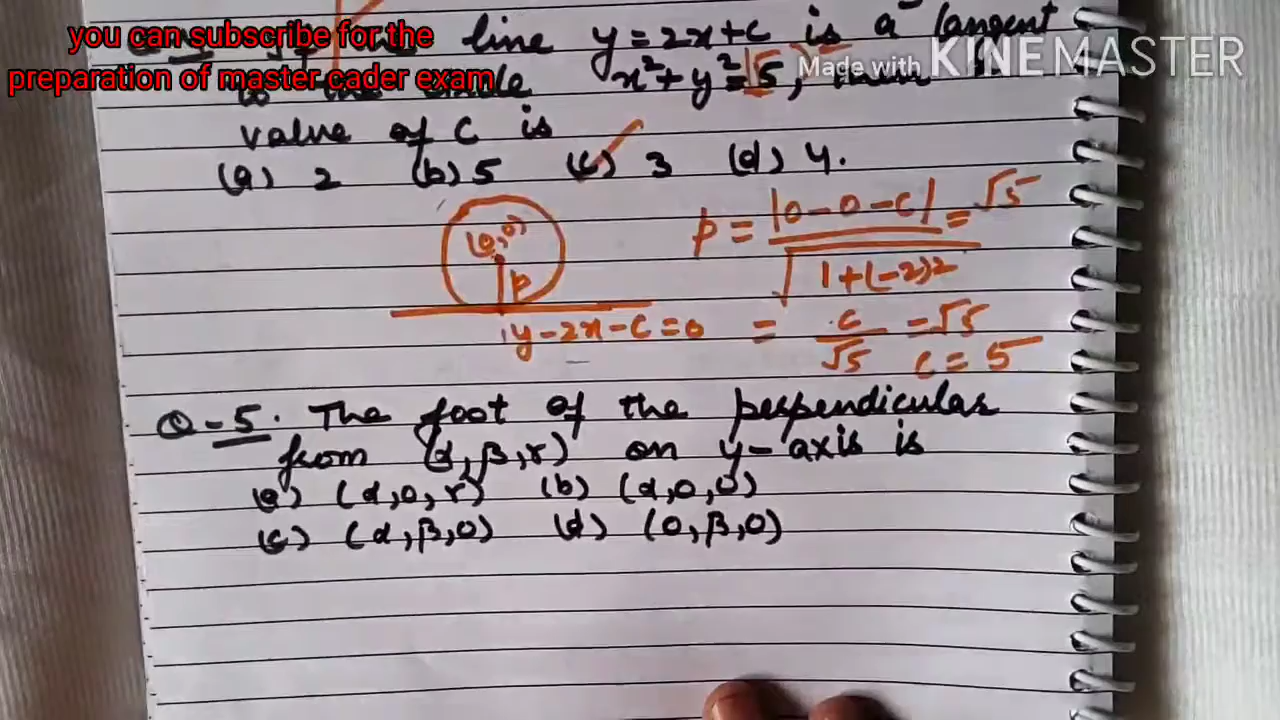 you can subscribe for the
preparation of master cader exam
Made with KINEMASTER
line y=2x+c is a tangent
x²+y²=5,
value of c is
(a) 2 (b) 5 (c) 3 (d) 4.
(0,0)
p
y-2x-c=0
p = |0-0-c| = √5
√1+(-2)2
= c/√5 = √5
c = 5
Q-5. The foot of the perpendicular
from (α,β,γ) on y-axis is
(a) (α,0,γ) (b) (α,0,0)
(c) (α,β,0) (d) (0,β,0)